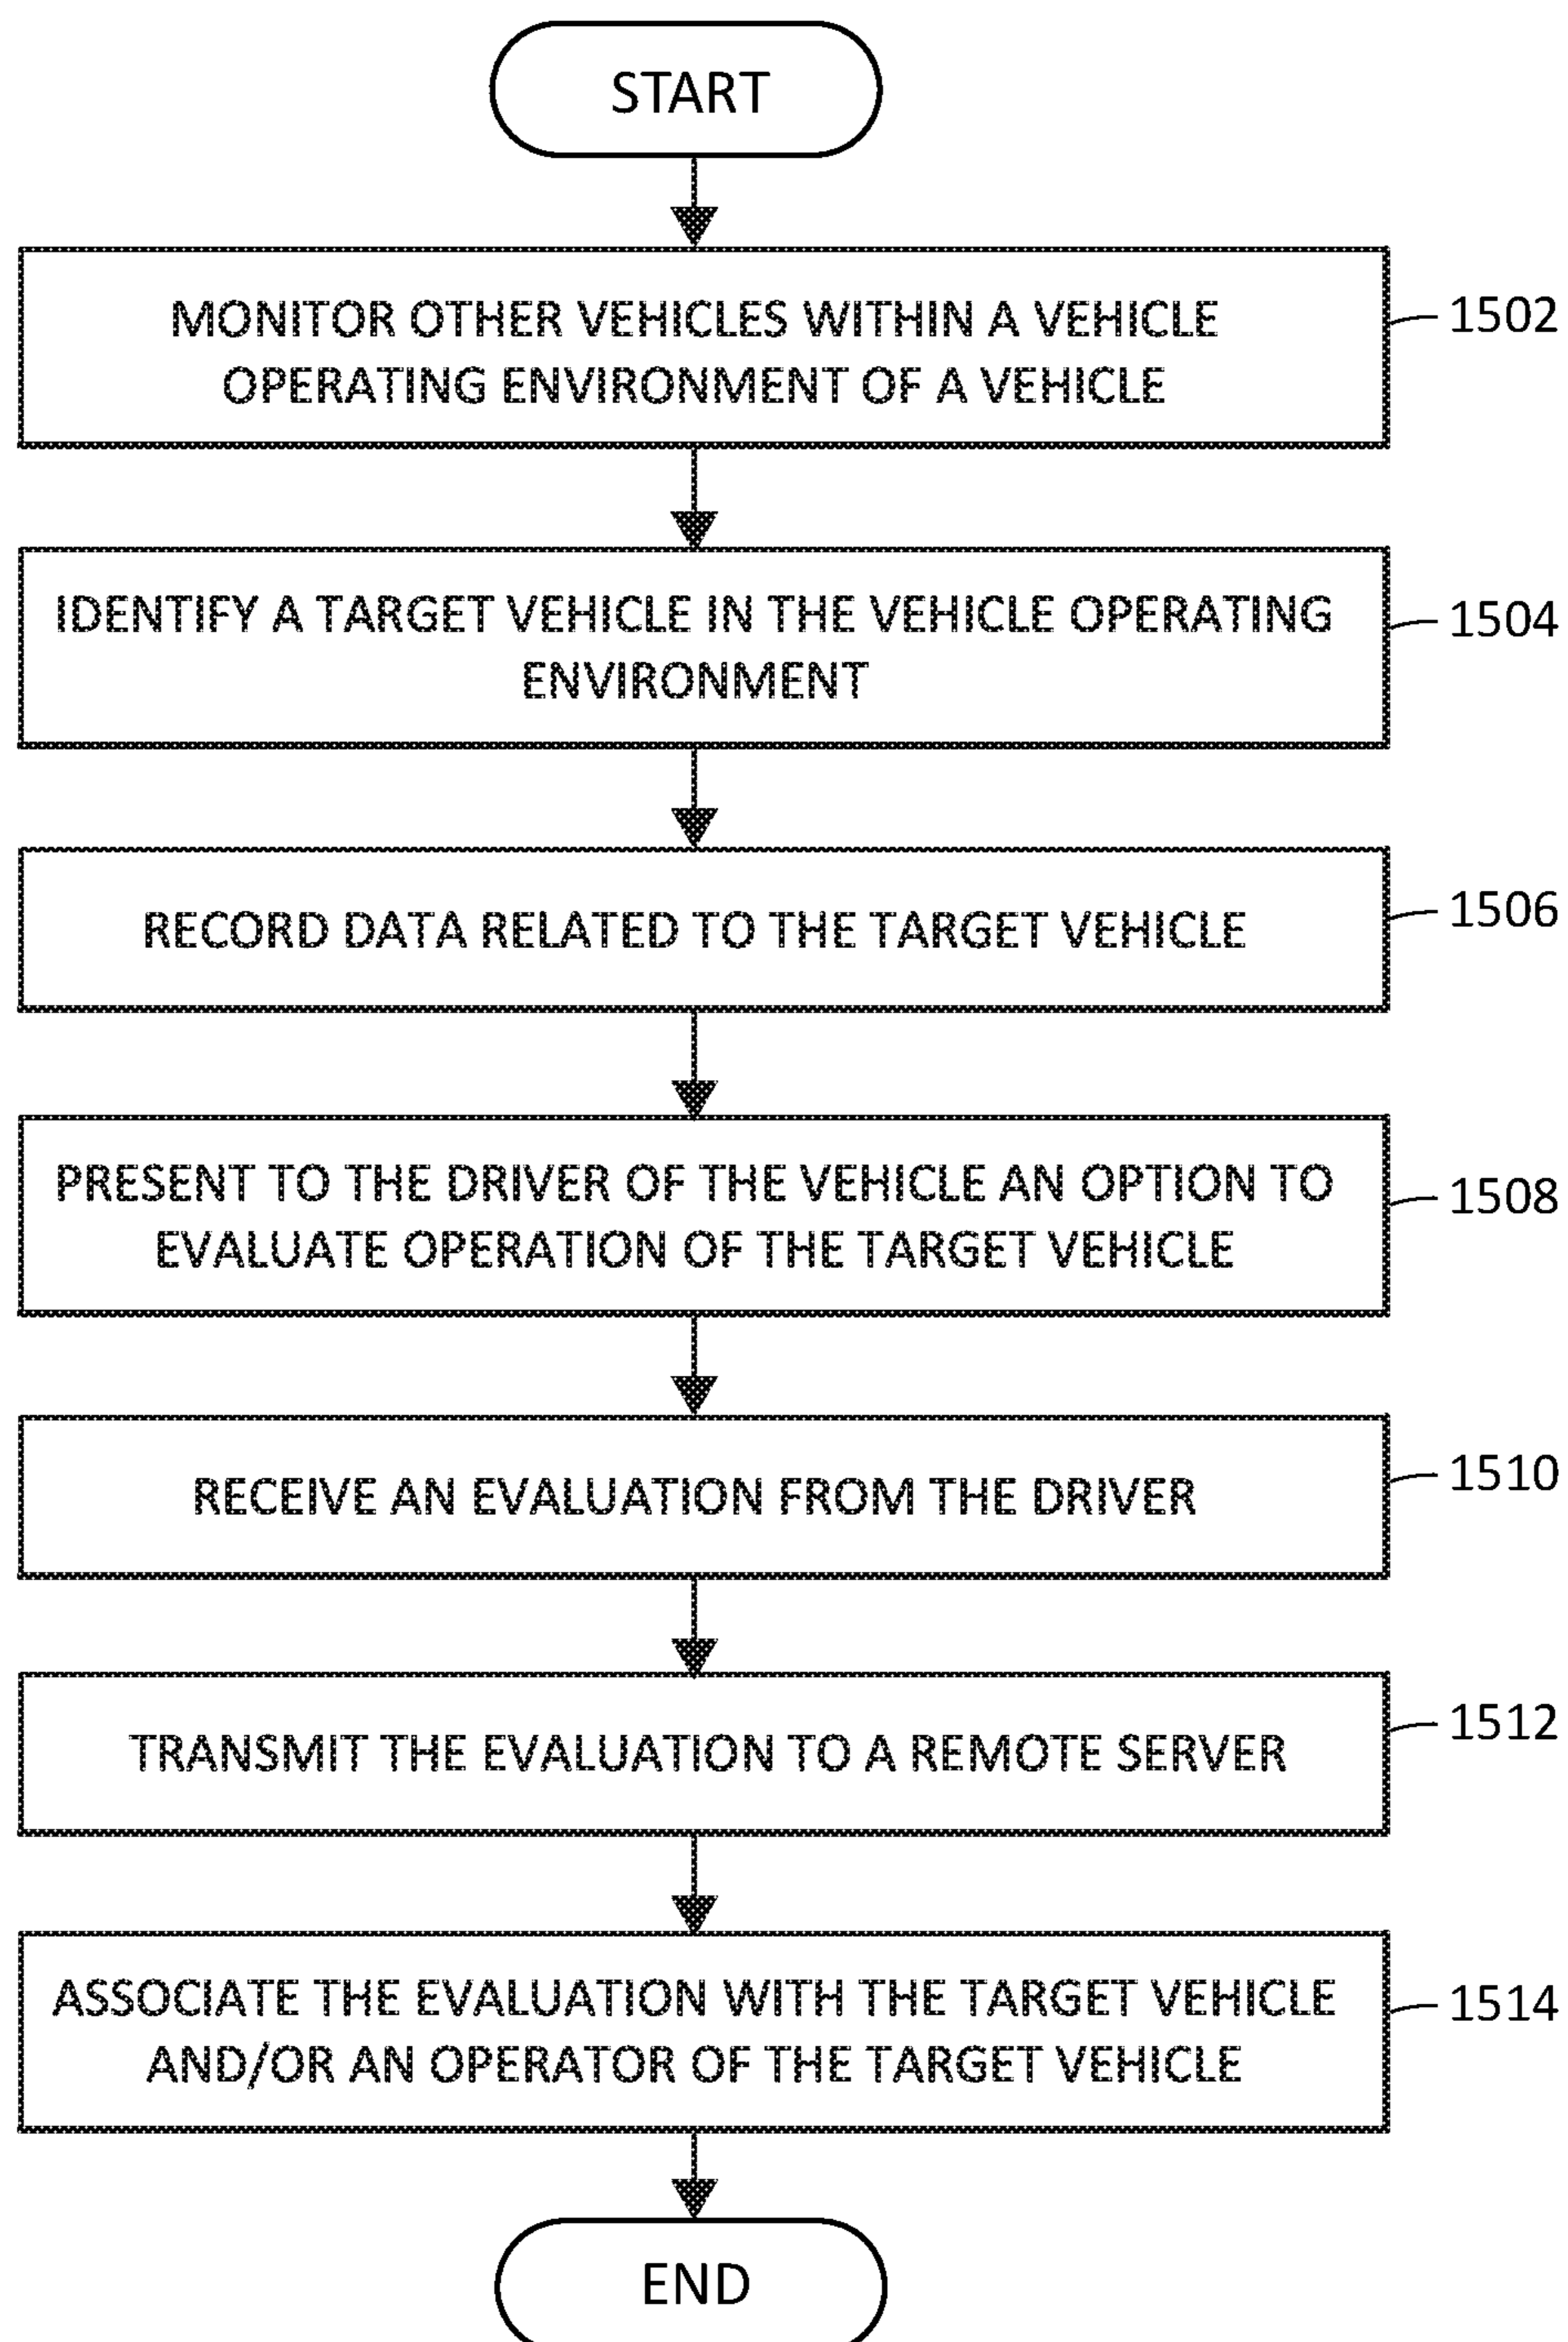 START
MONITOR OTHER VEHICLES WITHIN A VEHICLE
OPERATING ENVIRONMENT OF A VEHICLE
1502
IDENTIFY A TARGET VEHICLE IN THE VEHICLE OPERATING
ENVIRONMENT
1504
RECORD DATA RELATED TO THE TARGET VEHICLE
1506
PRESENT TO THE DRIVER OF THE VEHICLE AN OPTION TO
EVALUATE OPERATION OF THE TARGET VEHICLE
1508
RECEIVE AN EVALUATION FROM THE DRIVER
1510
TRANSMIT THE EVALUATION TO A REMOTE SERVER
1512
ASSOCIATE THE EVALUATION WITH THE TARGET VEHICLE
AND/OR AN OPERATOR OF THE TARGET VEHICLE
1514
END